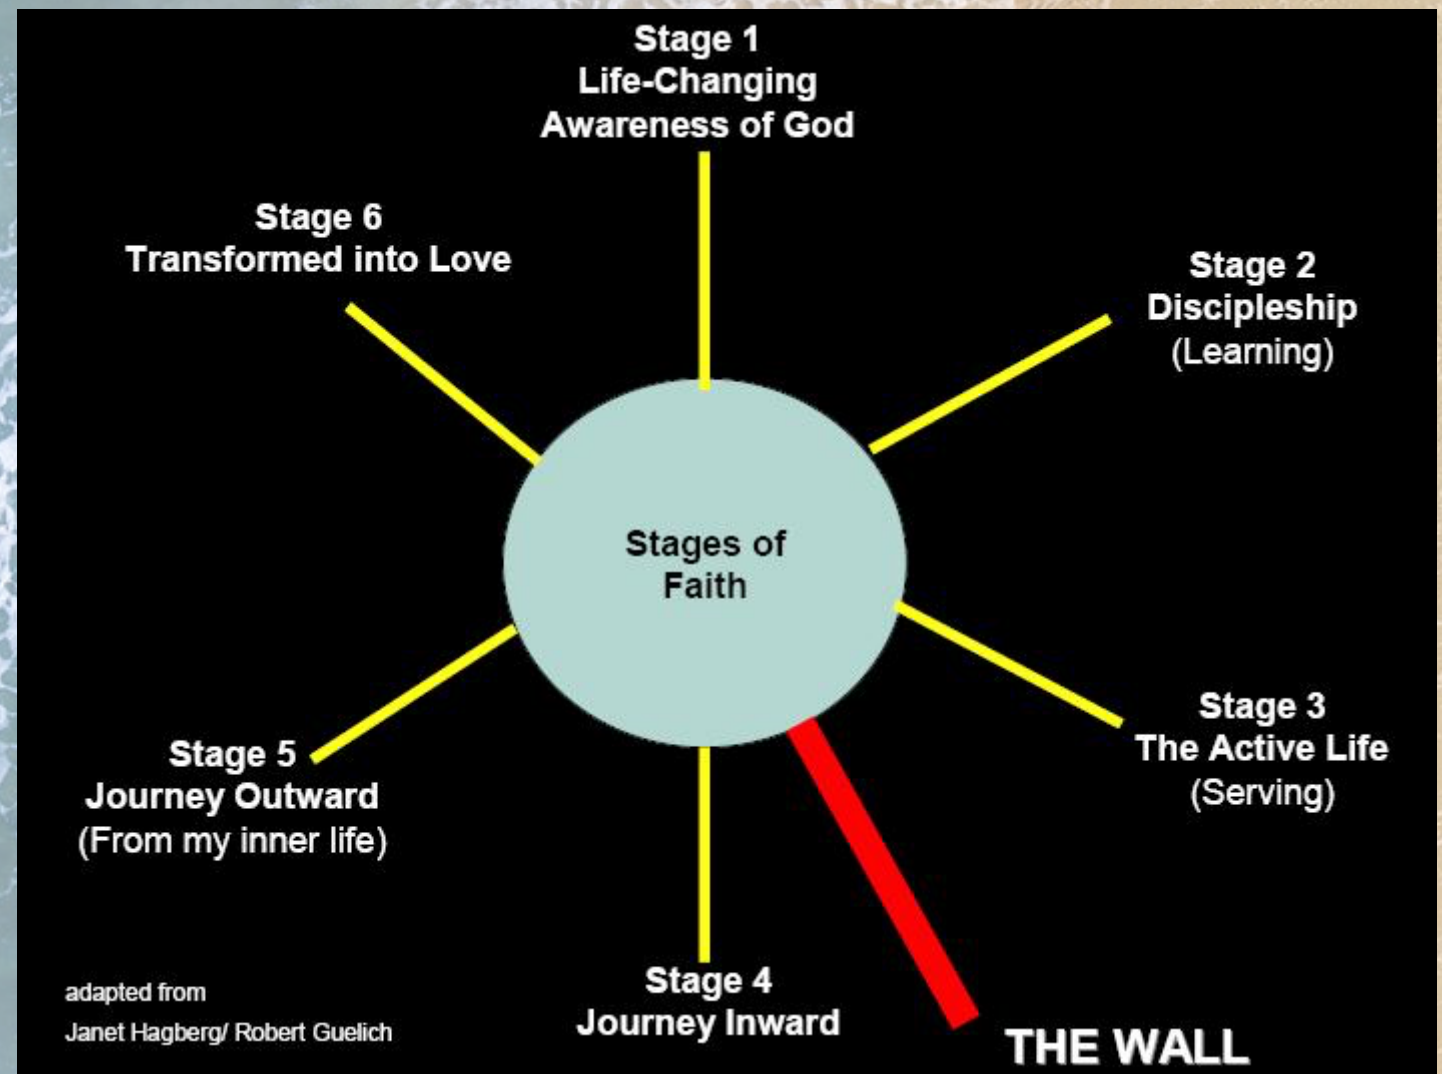 Stage 1
Life-Changing
Awareness of God
Stage 2
Discipleship
(Learning)
Stage 3
The Active Life
(Serving)
THE WALL
Stage 4
Journey Inward
Stage 5
Journey Outward
(From my inner life)
Stage 6
Transformed into Love
Stages of
Faith
adapted from
Janet Hagberg/ Robert Guelich